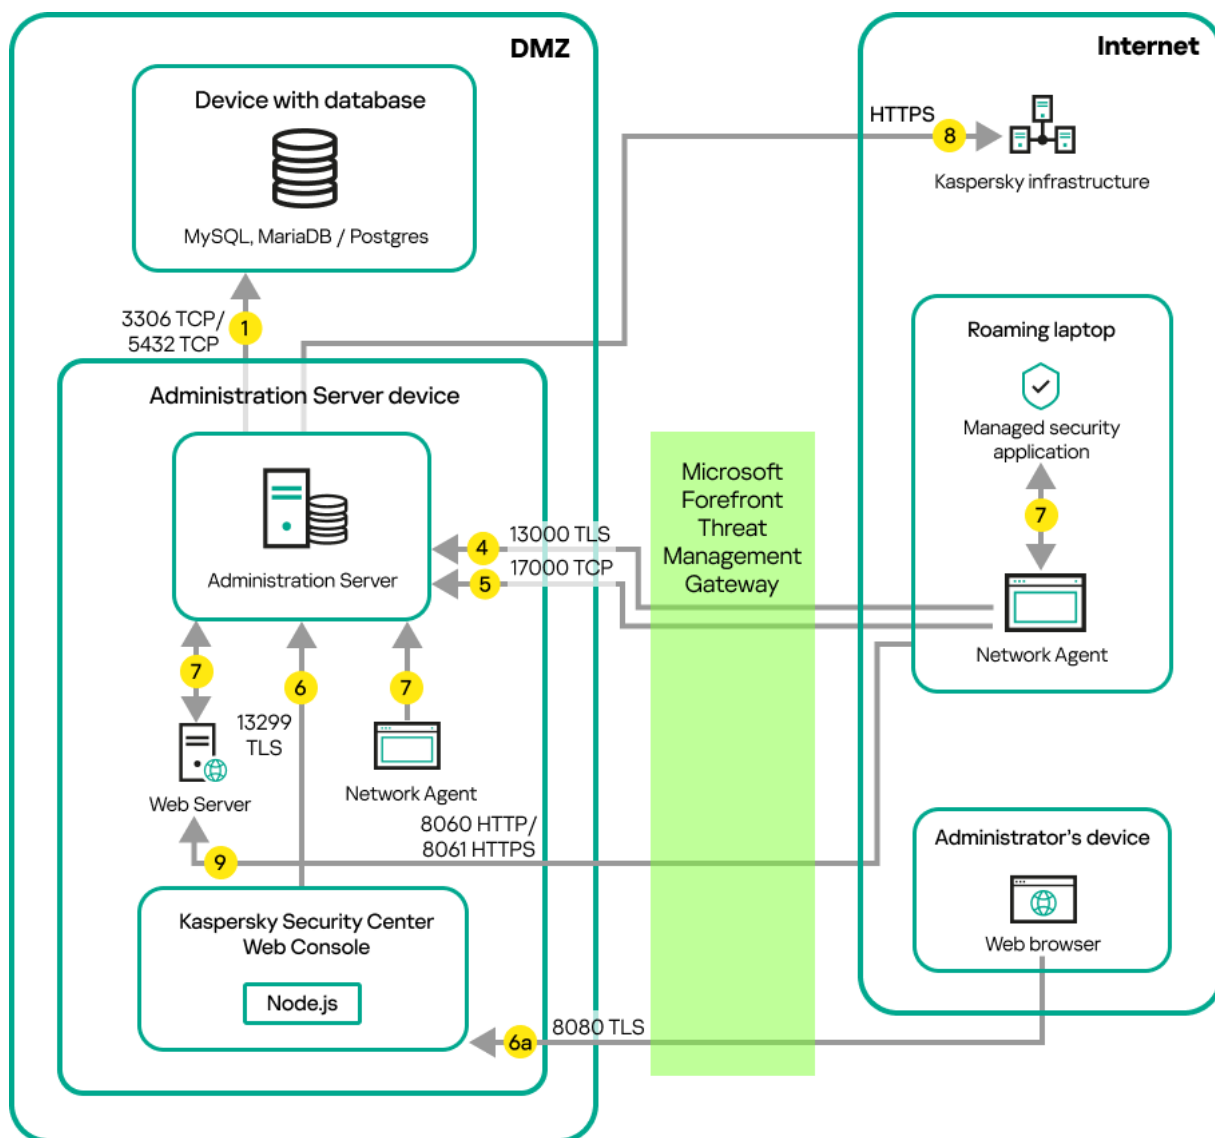 DMZ
Device with database
MySQL, MariaDB / Postgres
3306 TCP/
5432 TCP
1
Administration Server device
Administration Server
4
13000 TLS
5
17000 TCP
7
6
7
13299
TLS
Web Server
Network Agent
8060 HTTP/
8061 HTTPS
9
Kaspersky Security Center
Web Console
Node.js
6a
8080 TLS
Microsoft
Forefront
Threat
Management
Gateway
Internet
HTTPS
8
Kaspersky infrastructure
Roaming laptop
Managed security
application
7
Network Agent
Administrator's device
Web browser